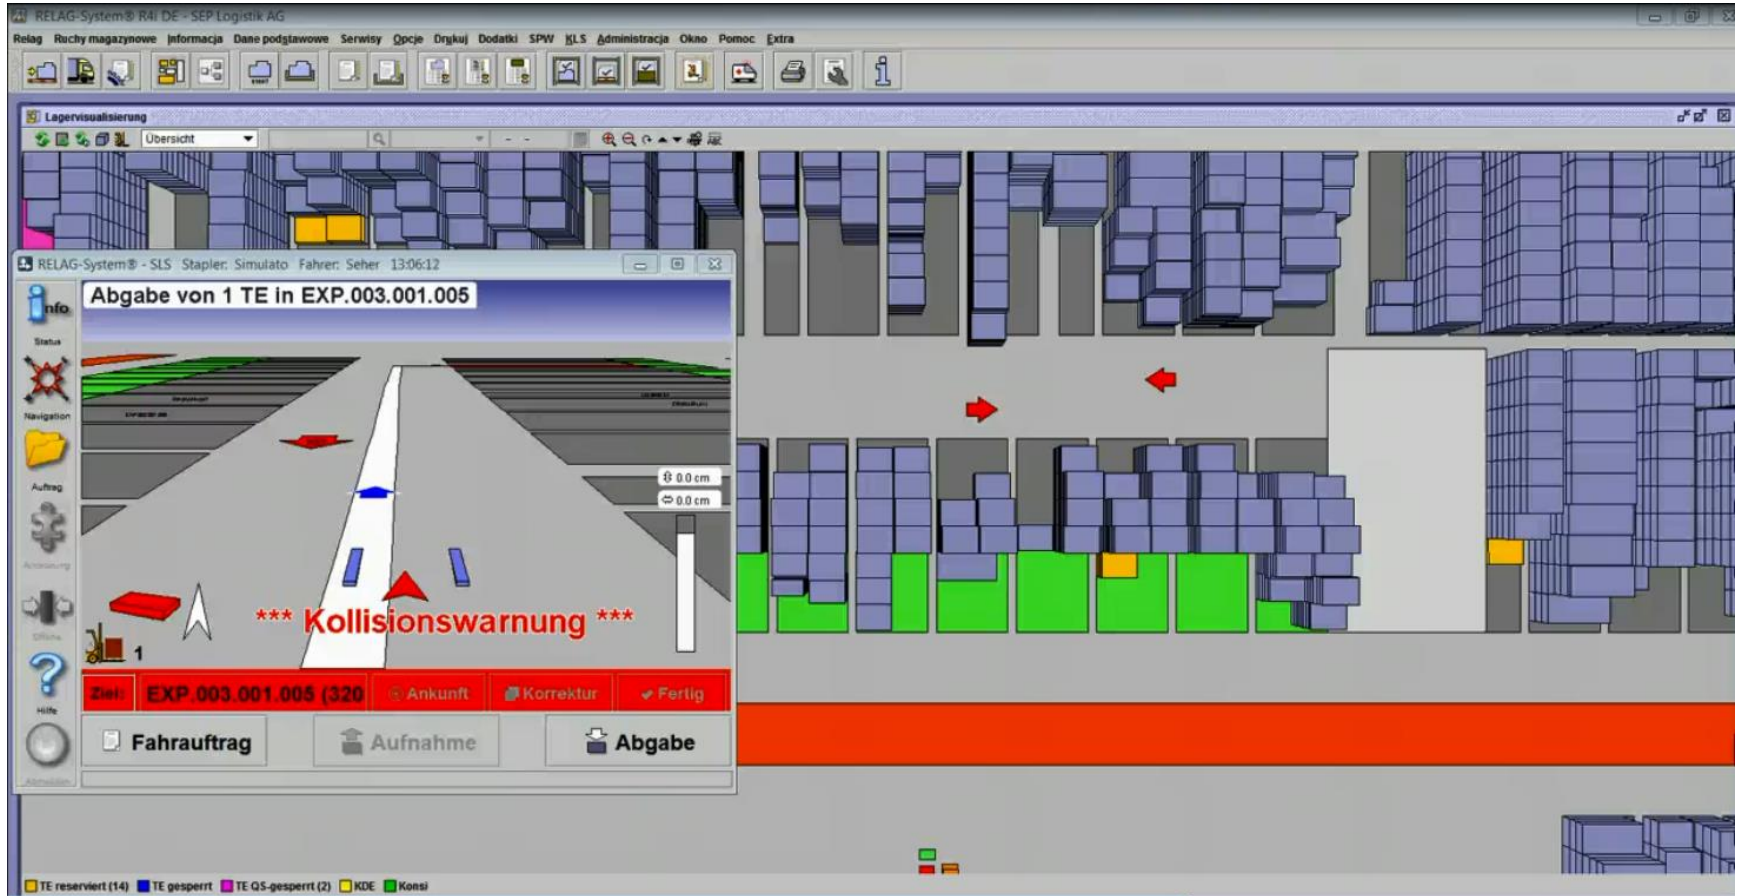 RELAG-System® R4i DE - SEP Logistik AG
Relag Ruchy magazynowe Informacja Dane podstawowe Serwisy Opcje Drukuj Dodatki SPW KLS Administracja Okno Pomoc Extra
START
Lagervisualisierung
Übersicht - -
RELAG-System® - SLS Stapler: Simulato Fahrer: Seher 13:06:12
Abgabe von 1 TE in EXP.003.001.005
nfo
Status
Navigation
0.0 cm
0.0 cm
Auftrag
*** Kollisionswarnung ***
1
Hilfe
Ziel: EXP.003.001.005 (320 Ankunft Korrektur Fertig
Fahrauftrag Aufnahme Abgabe
Abmelden
TE reserviert (14) TE gesperrt TE QS-gesperrt (2) KDE Konsi